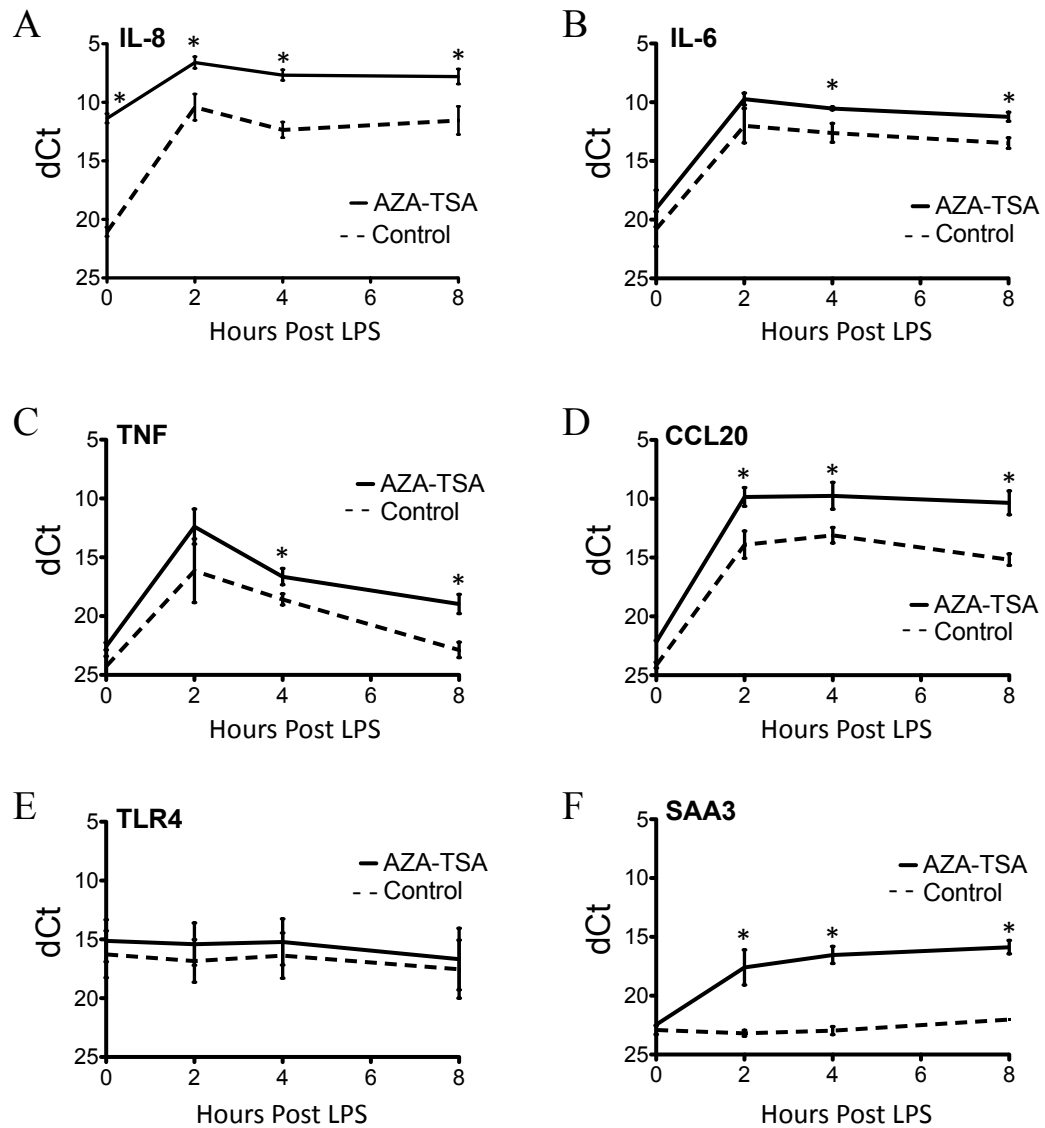 A IL-8
5
10
15
20
25
dCt
* * * *
AZA-TSA
Control
0 2 4 6 8
Hours Post LPS
B IL-6
5
10
15
20
25
dCt
* *
AZA-TSA
Control
0 2 4 6 8
Hours Post LPS
C TNF
5
10
15
20
25
dCt
* *
AZA-TSA
Control
0 2 4 6 8
Hours Post LPS
D CCL20
5
10
15
20
25
dCt
* * *
AZA-TSA
Control
0 2 4 6 8
Hours Post LPS
E TLR4
5
10
15
20
25
dCt
AZA-TSA
Control
0 2 4 6 8
Hours Post LPS
F SAA3
5
10
15
20
25
dCt
* * *
AZA-TSA
Control
0 2 4 6 8
Hours Post LPS